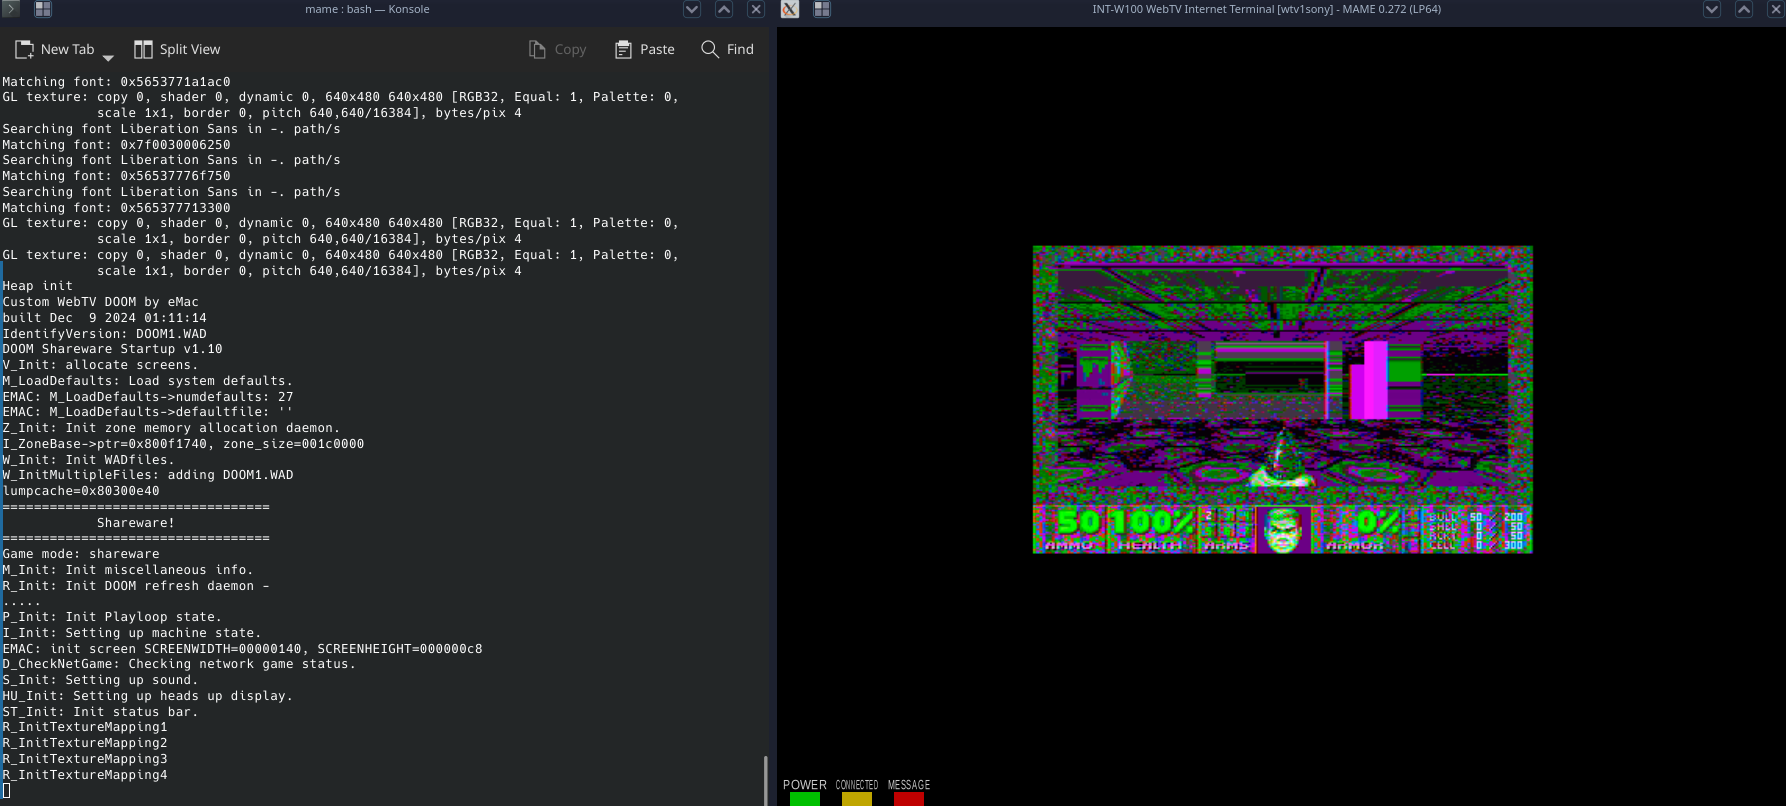 mame : bash — Konsole
New Tab
Split View
Copy
Paste
Find
Matching font: 0x5653771a1ac0
GL texture: copy 0, shader 0, dynamic 0, 640x480 640x480 [RGB32, Equal: 1, Palette: 0,
scale 1x1, border 0, pitch 640,640/16384], bytes/pix 4
Searching font Liberation Sans in -. path/s
Matching font: 0x7f0030006250
Searching font Liberation Sans in -. path/s
Matching font: 0x56537776f750
Searching font Liberation Sans in -. path/s
Matching font: 0x565377713300
GL texture: copy 0, shader 0, dynamic 0, 640x480 640x480 [RGB32, Equal: 1, Palette: 0,
scale 1x1, border 0, pitch 640,640/16384], bytes/pix 4
GL texture: copy 0, shader 0, dynamic 0, 640x480 640x480 [RGB32, Equal: 1, Palette: 0,
scale 1x1, border 0, pitch 640,640/16384], bytes/pix 4
Heap init
Custom WebTV DOOM by eMac
built Dec  9 2024 01:11:14
IdentifyVersion: DOOM1.WAD
DOOM Shareware Startup v1.10
V_Init: allocate screens.
M_LoadDefaults: Load system defaults.
EMAC: M_LoadDefaults->numdefaults: 27
EMAC: M_LoadDefaults->defaultfile: ''
Z_Init: Init zone memory allocation daemon.
I_ZoneBase->ptr=0x800f1740, zone_size=001c0000
W_Init: Init WADfiles.
W_InitMultipleFiles: adding DOOM1.WAD
lumpcache=0x80300e40
==================================
Shareware!
==================================
Game mode: shareware
M_Init: Init miscellaneous info.
R_Init: Init DOOM refresh daemon -
.....
P_Init: Init Playloop state.
I_Init: Setting up machine state.
EMAC: init screen SCREENWIDTH=00000140, SCREENHEIGHT=000000c8
D_CheckNetGame: Checking network game status.
S_Init: Setting up sound.
HU_Init: Setting up heads up display.
ST_Init: Init status bar.
R_InitTextureMapping1
R_InitTextureMapping2
R_InitTextureMapping3
R_InitTextureMapping4
INT-W100 WebTV Internet Terminal [wtv1sony] - MAME 0.272 (LP64)
50 100% 2 0%
AMMO HEALTH ARMS ARMOR
BULL 50 / 200
SHLL 0 / 50
RCKT 0 / 50
CELL 0 / 300
POWER CONNECTED MESSAGE